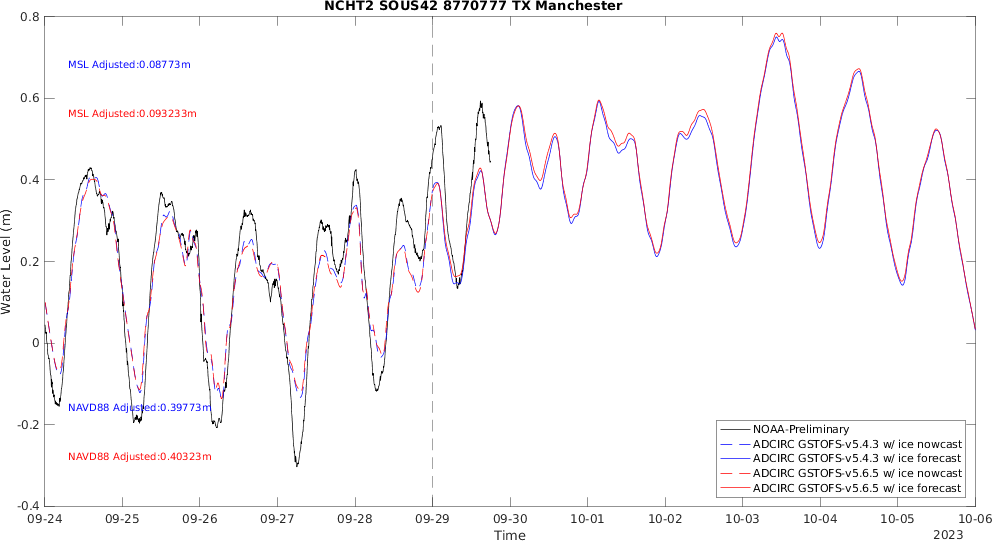 NCHT2 SOUS42 8770777 TX Manchester
0.8
0.6
0.4
0.2
0
-0.2
-0.4
Water Level (m)
MSL Adjusted:0.08773m
MSL Adjusted:0.093233m
NAVD88 Adjusted:0.39773m
NAVD88 Adjusted:0.40323m
NOAA-Preliminary
ADCIRC GSTOFS-v5.4.3 w/ ice nowcast
ADCIRC GSTOFS-v5.4.3 w/ ice forecast
ADCIRC GSTOFS-v5.6.5 w/ ice nowcast
ADCIRC GSTOFS-v5.6.5 w/ ice forecast
09-24 09-25 09-26 09-27 09-28 09-29 09-30 10-01 10-02 10-03 10-04 10-05 10-06
Time
2023